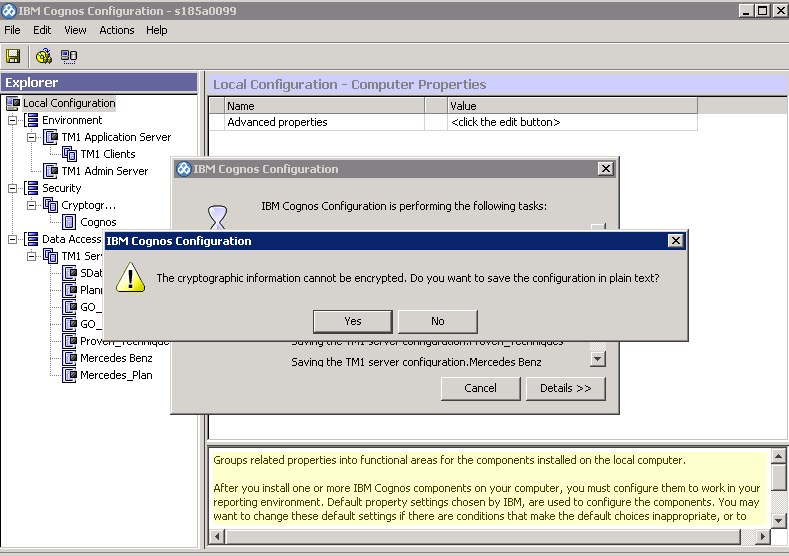 IBM Cognos Configuration - s185a0099
File Edit View Actions Help
Explorer
Local Configuration
Environment
TM1 Application Server
TM1 Clients
TM1 Admin Server
Security
Cryptogr...
Cognos
Data Access
TM1 Ser
SDat
Plan
GO_
GO_
Proven_Technique
Mercedes Benz
Mercedes_Plan
Local Configuration - Computer Properties
Name Value
Advanced properties <click the edit button>
IBM Cognos Configuration
IBM Cognos Configuration is performing the following tasks:
IBM Cognos Configuration
The cryptographic information cannot be encrypted. Do you want to save the configuration in plain text?
Yes No
Saving the TM1 server configuration.Proven_Techniques
Saving the TM1 server configuration.Mercedes Benz
Cancel Details >>
Groups related properties into functional areas for the components installed on the local computer.
After you install one or more IBM Cognos components on your computer, you must configure them to work in your
reporting environment. Default property settings chosen by IBM, are used to configure the components. You may
want to change these default settings if there are conditions that make the default choices inappropriate, or to